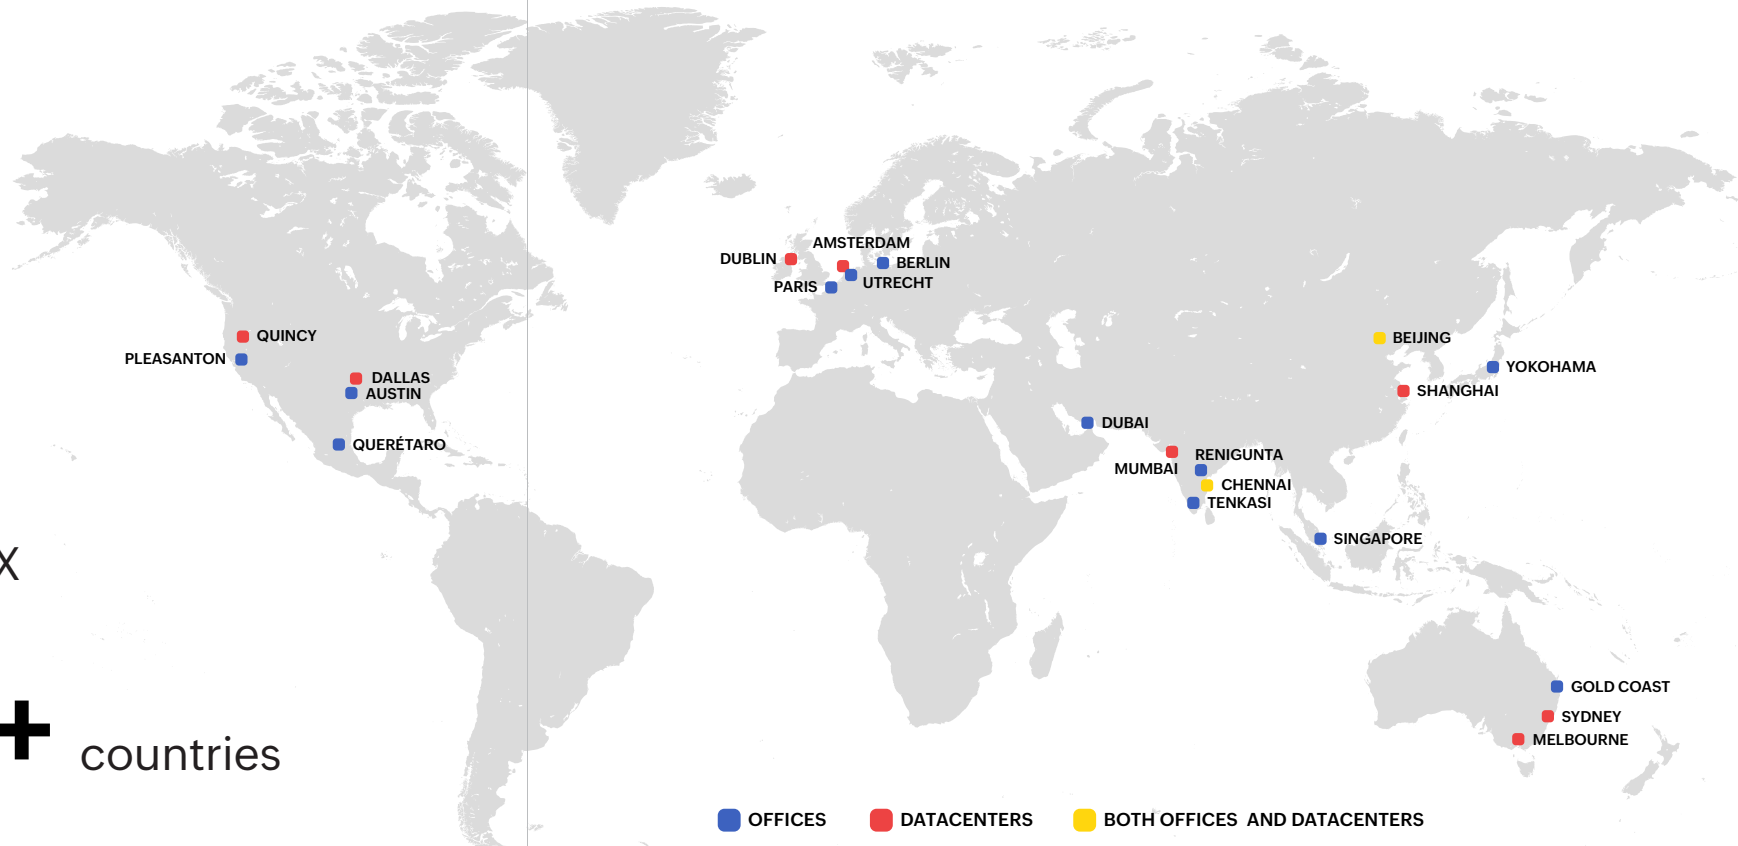 AMSTERDAM
DUBLIN
BERLIN
UTRECHT
PARIS
QUINCY
PLEASANTON
DALLAS
AUSTIN
QUERÉTARO
BEIJING
YOKOHAMA
SHANGHAI
DUBAI
RENIGUNTA
MUMBAI
CHENNAI
TENKASI
SINGAPORE
x
GOLD COAST
SYDNEY
MELBOURNE
+ countries
OFFICES DATACENTERS BOTH OFFICES AND DATACENTERS